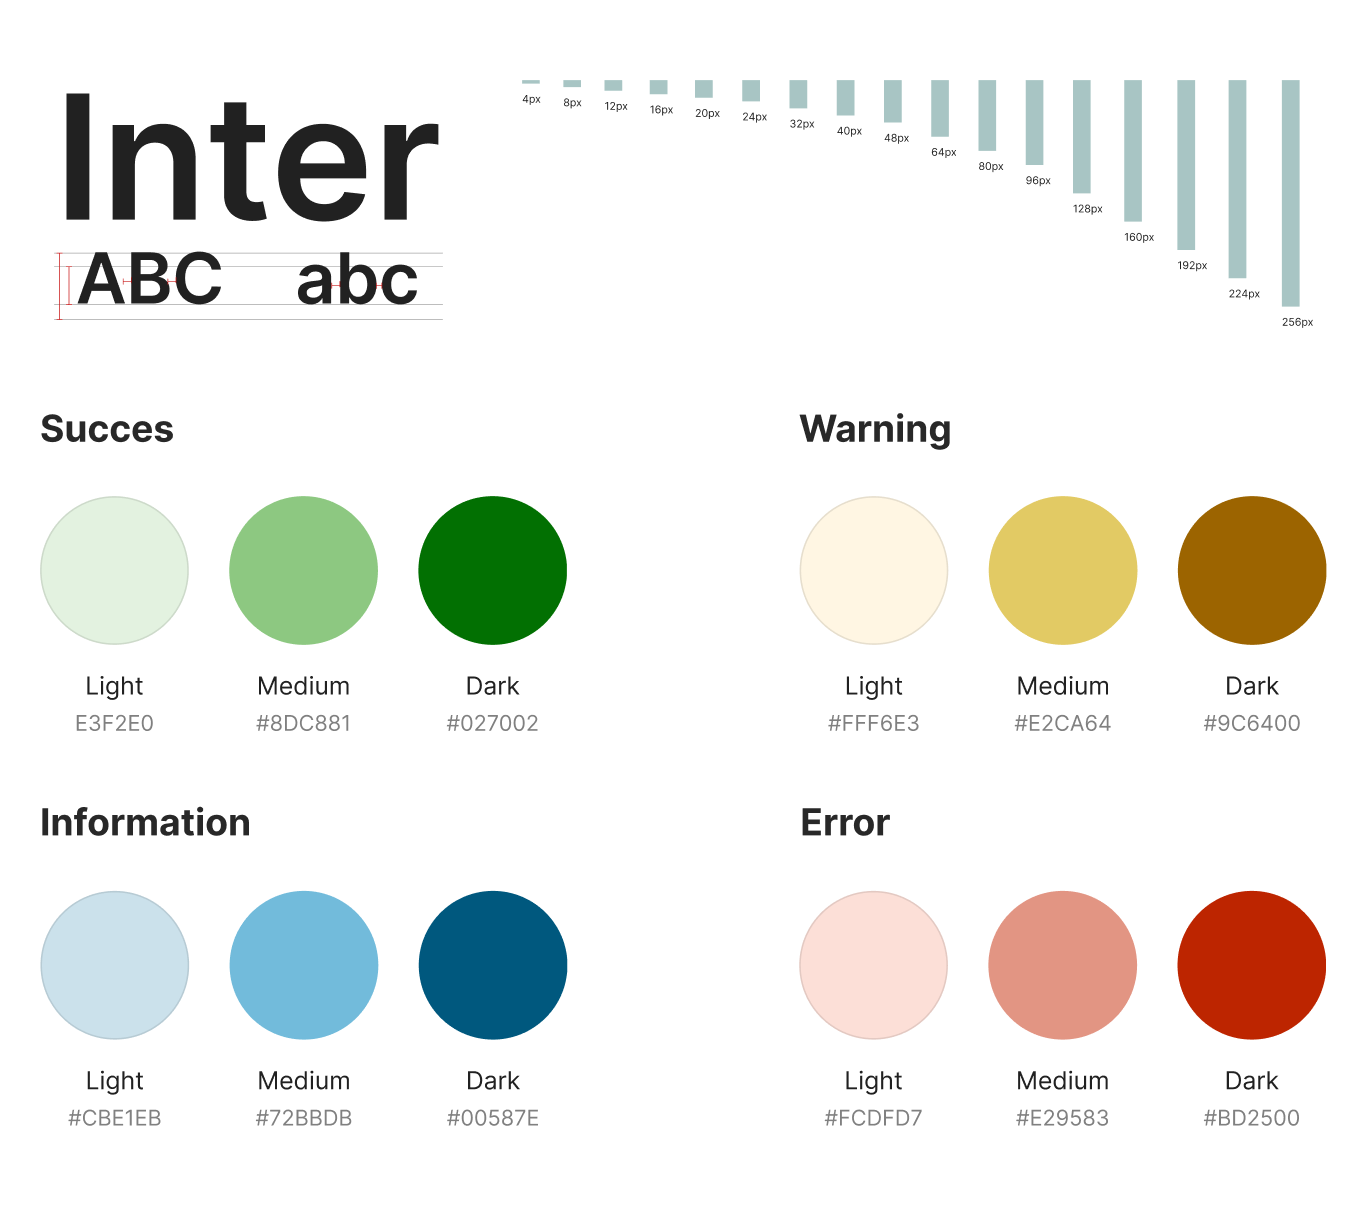 Inter
ABC abc
4px 8px 12px 16px 20px 24px 32px 40px 48px 64px 80px 96px 128px 160px 192px 224px 256px
Succes
Light Medium Dark
E3F2E0 #8DC881 #027002
Warning
Light Medium Dark
#FFF6E3 #E2CA64 #9C6400
Information
Light Medium Dark
#CBE1EB #72BBDB #00587E
Error
Light Medium Dark
#FCDFD7 #E29583 #BD2500